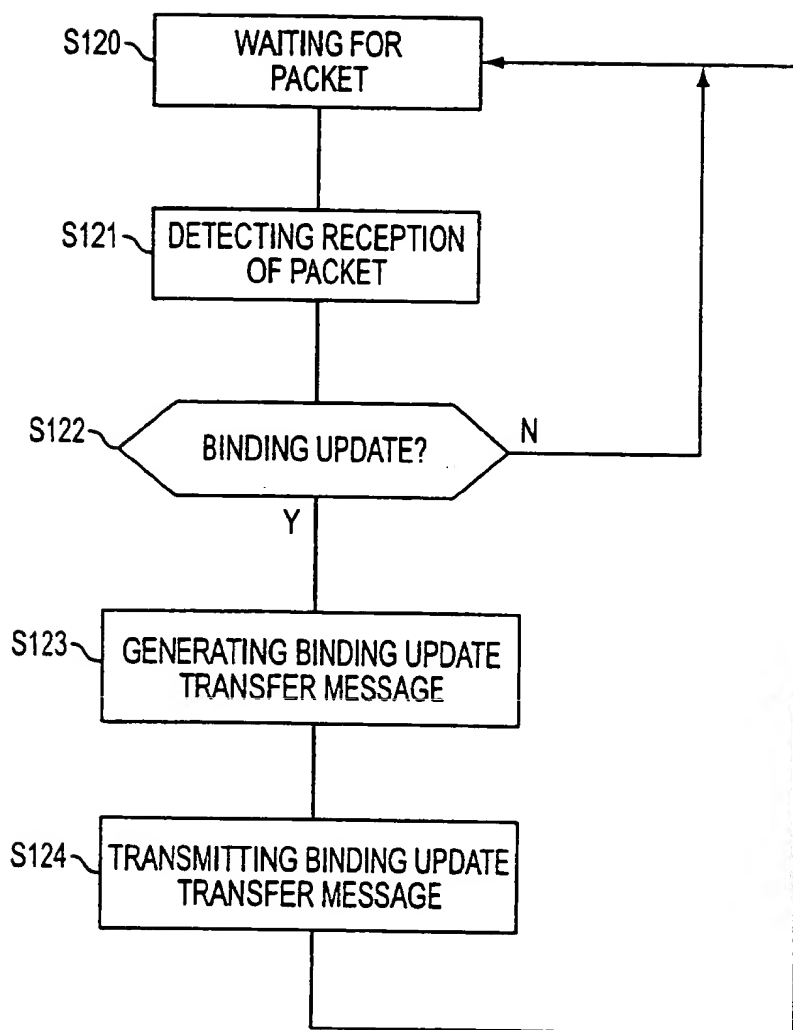 S120
WAITING FOR
PACKET
S121
DETECTING RECEPTION
OF PACKET
S122
BINDING UPDATE?
N
Y
S123
GENERATING BINDING UPDATE
TRANSFER MESSAGE
S124
TRANSMITTING BINDING UPDATE
TRANSFER MESSAGE